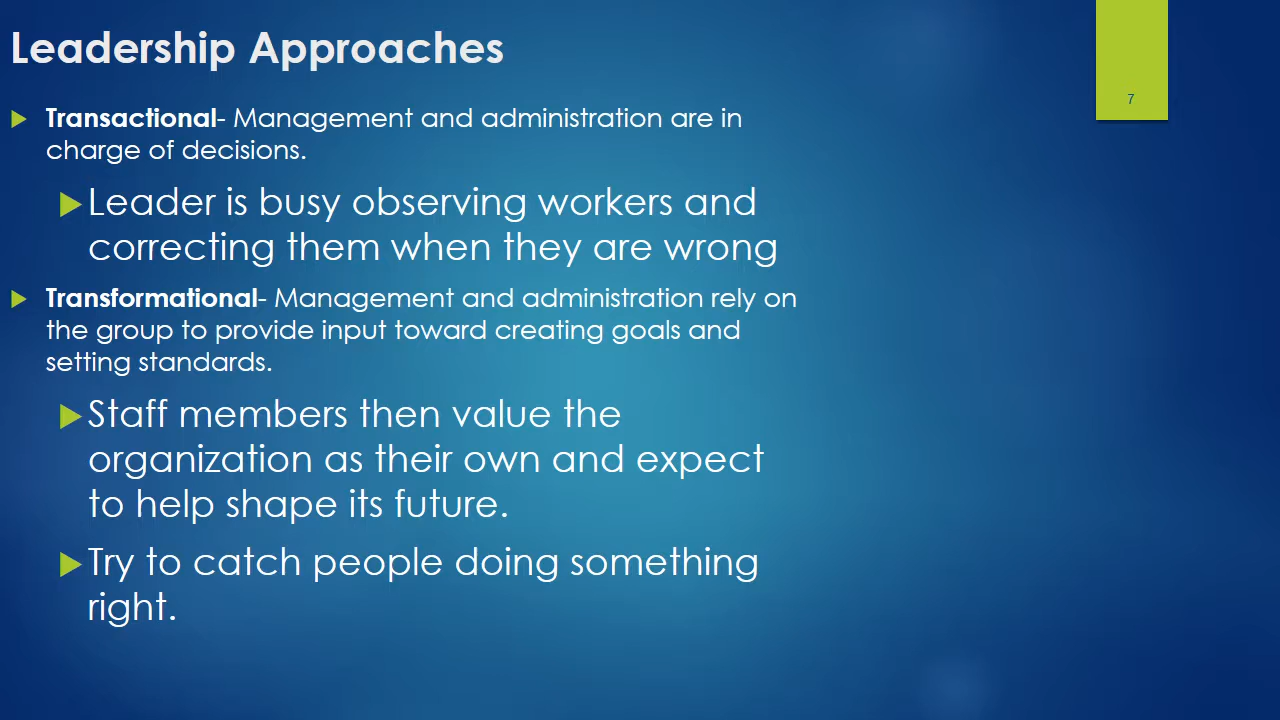 Leadership Approaches
7
Transactional- Management and administration are in
charge of decisions.
Leader is busy observing workers and
correcting them when they are wrong
Transformational- Management and administration rely on
the group to provide input toward creating goals and
setting standards.
Staff members then value the
organization as their own and expect
to help shape its future.
Try to catch people doing something
right.